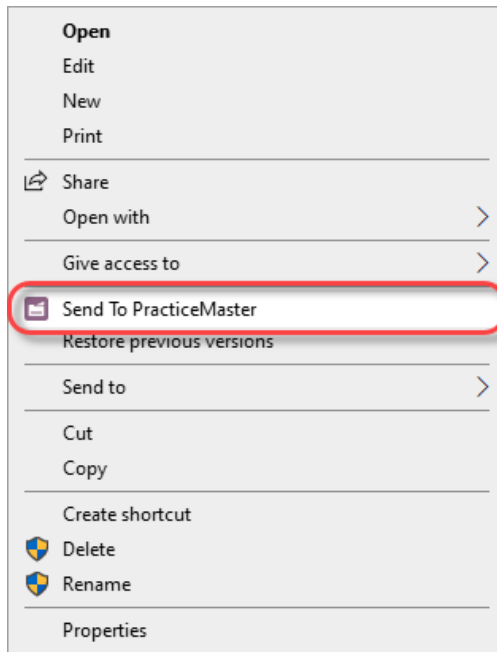 Open
Edit
New
Print
Share
Open with
Give access to
Send To PracticeMaster
Restore previous versions
Send to
Cut
Copy
Create shortcut
Delete
Rename
Properties